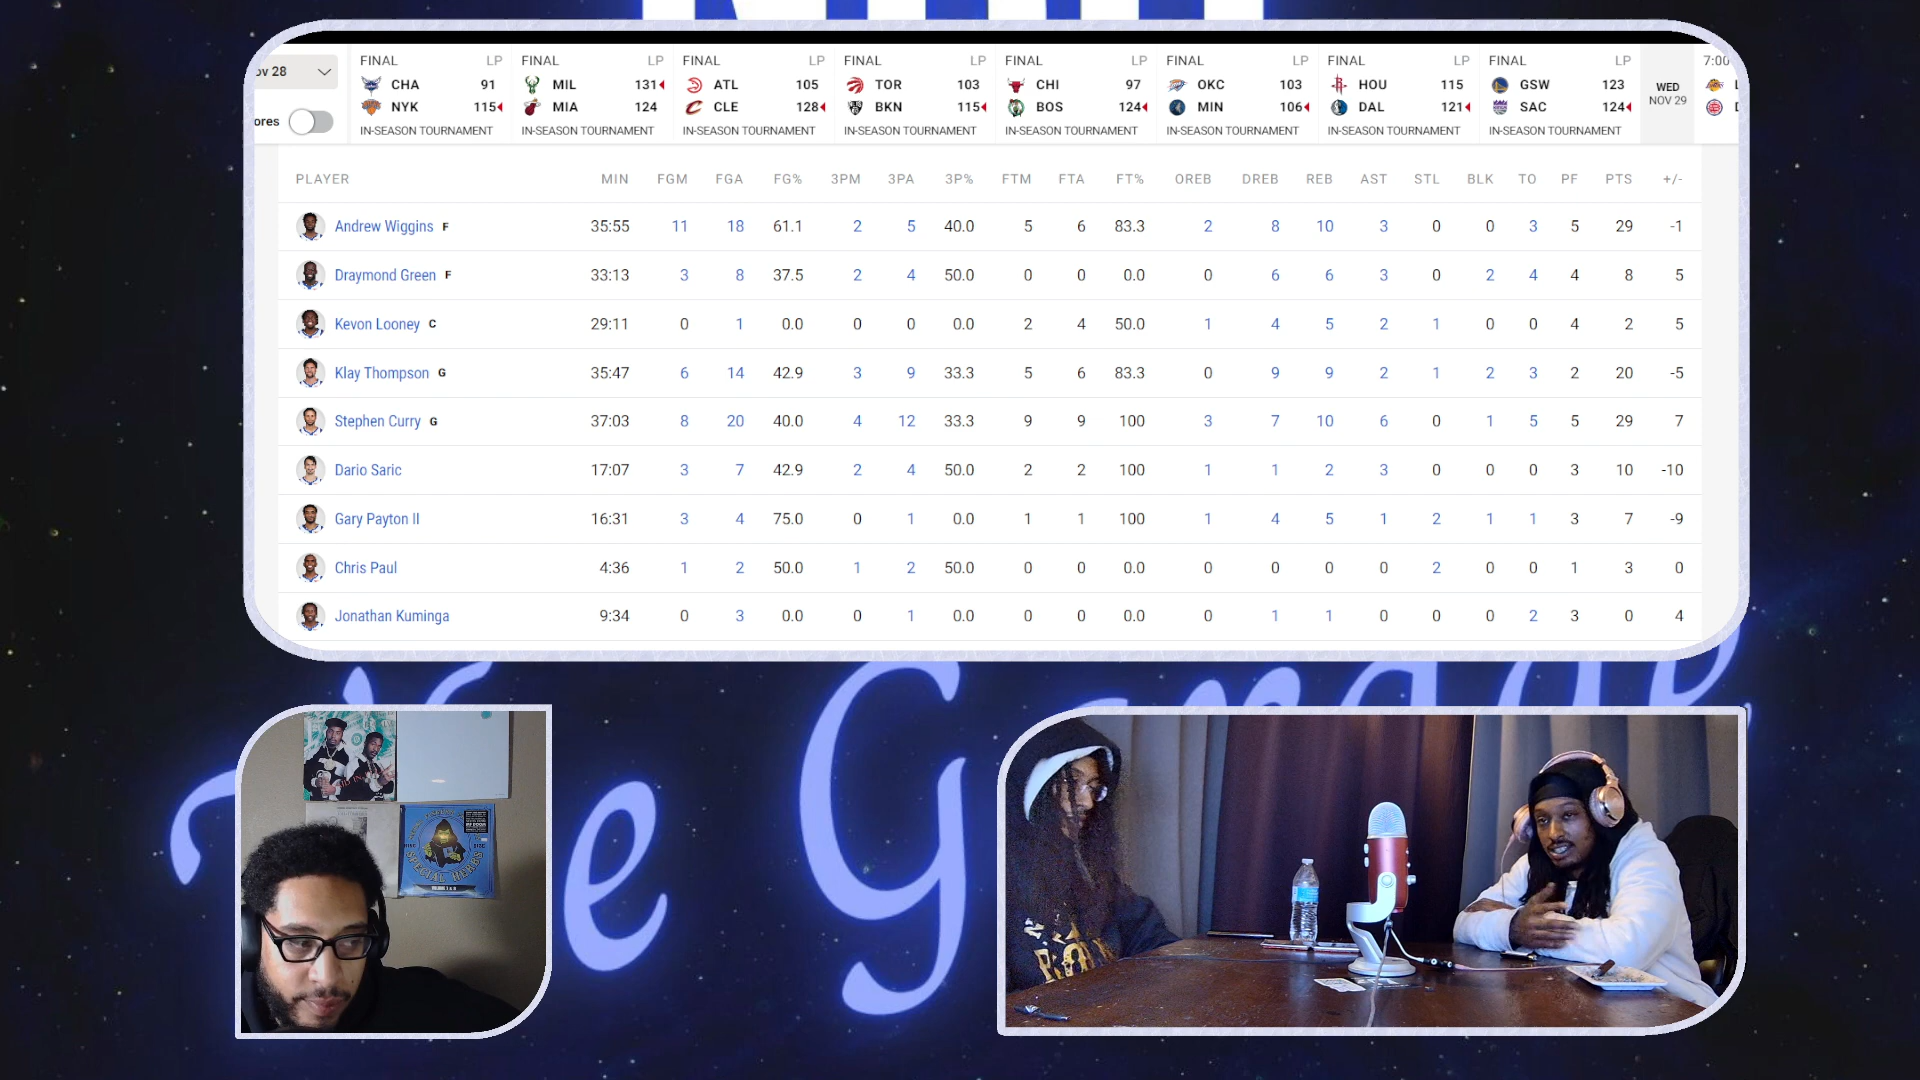 ov 28
ores
FINAL LP
CHA 91
NYK 115
IN-SEASON TOURNAMENT
FINAL LP
MIL 131
MIA 124
IN-SEASON TOURNAMENT
FINAL LP
ATL 105
CLE 128
IN-SEASON TOURNAMENT
FINAL LP
TOR 103
BKN 115
IN-SEASON TOURNAMENT
FINAL LP
CHI 97
BOS 124
IN-SEASON TOURNAMENT
FINAL LP
OKC 103
MIN 106
IN-SEASON TOURNAMENT
FINAL LP
HOU 115
DAL 121
IN-SEASON TOURNAMENT
FINAL LP
GSW 123
SAC 124
IN-SEASON TOURNAMENT
WED
NOV 29
7:00
PLAYER MIN FGM FGA FG% 3PM 3PA 3P% FTM FTA FT% OREB DREB REB AST STL BLK TO PF PTS +/-
Andrew Wiggins F 35:55 11 18 61.1 2 5 40.0 5 6 83.3 2 8 10 3 0 0 3 5 29 -1
Draymond Green F 33:13 3 8 37.5 2 4 50.0 0 0 0.0 0 6 6 3 0 2 4 4 8 5
Kevon Looney C 29:11 0 1 0.0 0 0 0.0 2 4 50.0 1 4 5 2 1 0 0 4 2 5
Klay Thompson G 35:47 6 14 42.9 3 9 33.3 5 6 83.3 0 9 9 2 1 2 3 2 20 -5
Stephen Curry G 37:03 8 20 40.0 4 12 33.3 9 9 100 3 7 10 6 0 1 5 5 29 7
Dario Saric 17:07 3 7 42.9 2 4 50.0 2 2 100 1 1 2 3 0 0 0 3 10 -10
Gary Payton II 16:31 3 4 75.0 0 1 0.0 1 1 100 1 4 5 1 2 1 1 3 7 -9
Chris Paul 4:36 1 2 50.0 1 2 50.0 0 0 0.0 0 0 0 0 2 0 0 1 3 0
Jonathan Kuminga 9:34 0 3 0.0 0 1 0.0 0 0 0.0 0 1 1 0 0 0 2 3 0 4
SPECIAL HERBS